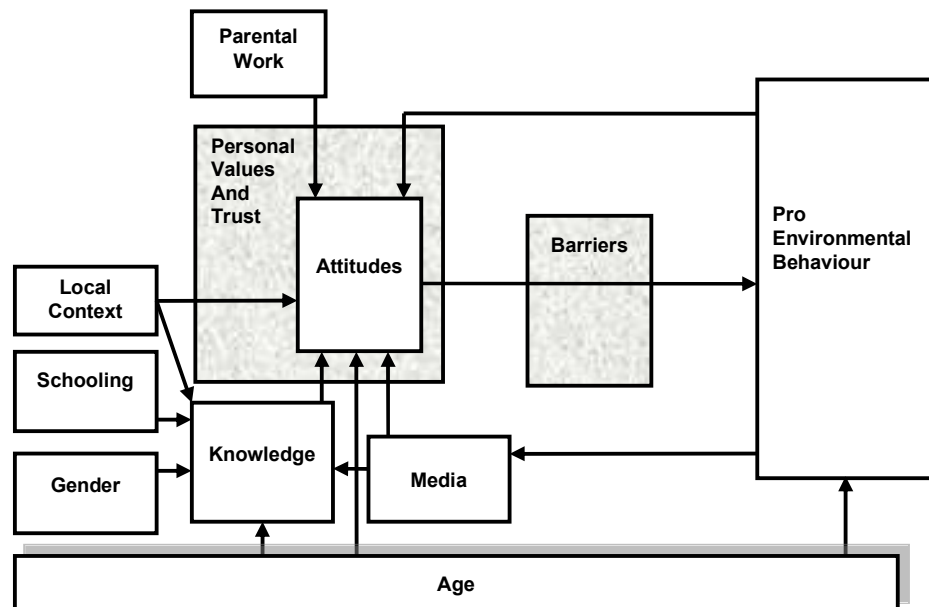 Parental
Work
Personal
Values
And
Trust
Pro
Environmental
Behaviour
Barriers
Attitudes
Local
Context
Schooling
Knowledge
Gender
Media
Age